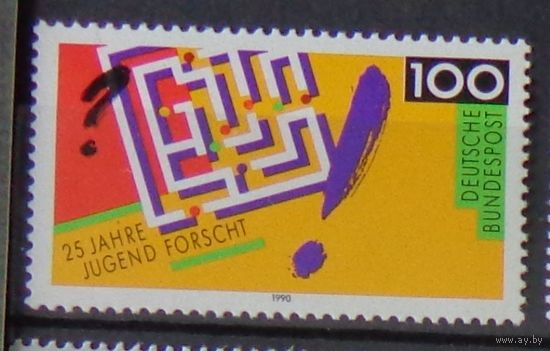 ?
!
100
DEUTSCHE
BUNDESPOST
25 JAHRE
JUGEND FORSCHT
1990
www.ay.by